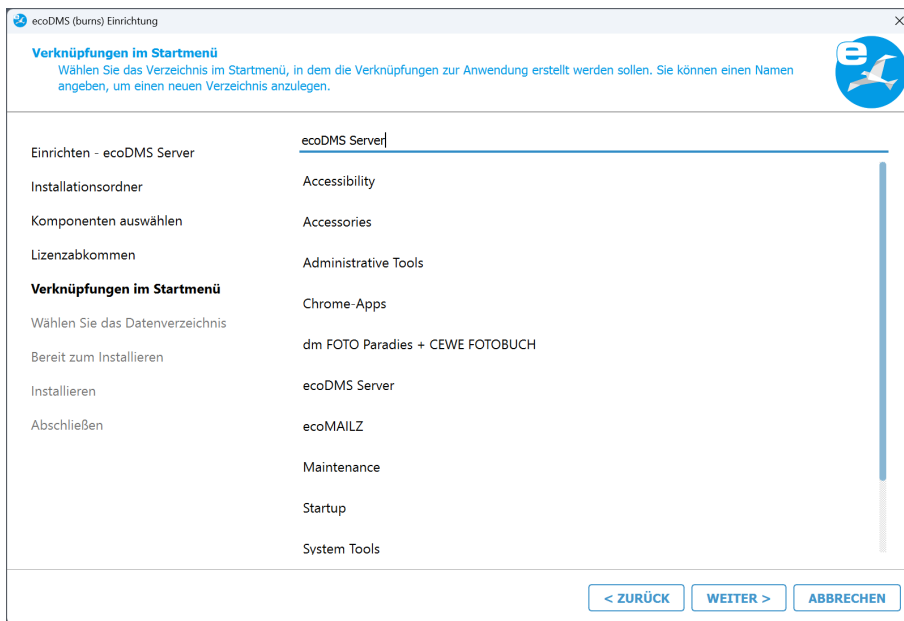 ecoDMS (burns) Einrichtung
Verknüpfungen im Startmenü
Wählen Sie das Verzeichnis im Startmenü, in dem die Verknüpfungen zur Anwendung erstellt werden sollen. Sie können einen Namen
angeben, um einen neuen Verzeichnis anzulegen.
e
Einrichten - ecoDMS Server
Installationsordner
Komponenten auswählen
Lizenzabkommen
Verknüpfungen im Startmenü
Wählen Sie das Datenverzeichnis
Bereit zum Installieren
Installieren
Abschließen
ecoDMS Server
Accessibility
Accessories
Administrative Tools
Chrome-Apps
dm FOTO Paradies + CEWE FOTOBUCH
ecoDMS Server
ecoMAILZ
Maintenance
Startup
System Tools
< ZURÜCK
WEITER >
ABBRECHEN